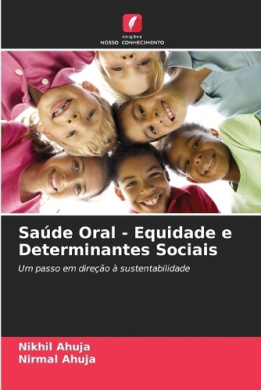 edições
NOSSO CONHECIMENTO
Saúde Oral - Equidade e
Determinantes Sociais
Um passo em direção à sustentabilidade
Nikhil Ahuja
Nirmal Ahuja